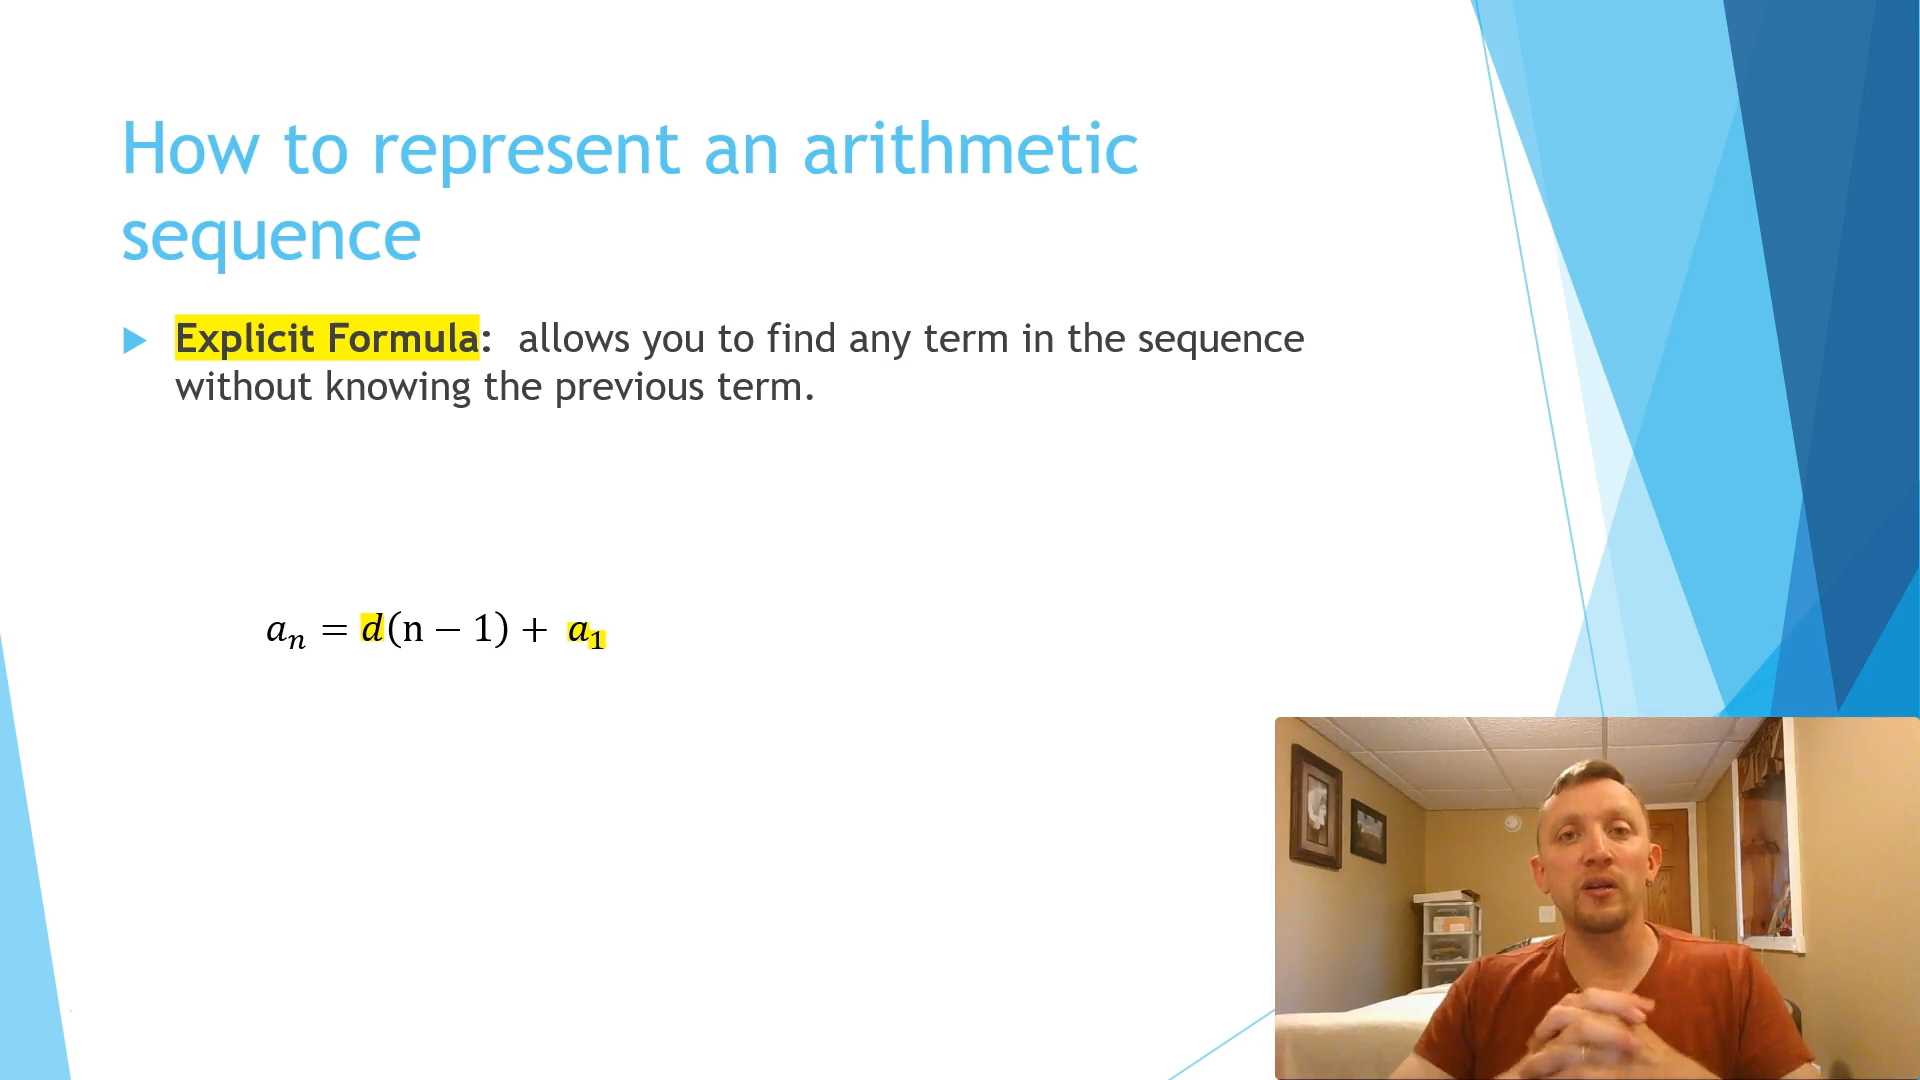 How to represent an arithmetic
sequence
Explicit Formula:  allows you to find any term in the sequence
without knowing the previous term.
aₙ = d(n − 1) + a₁